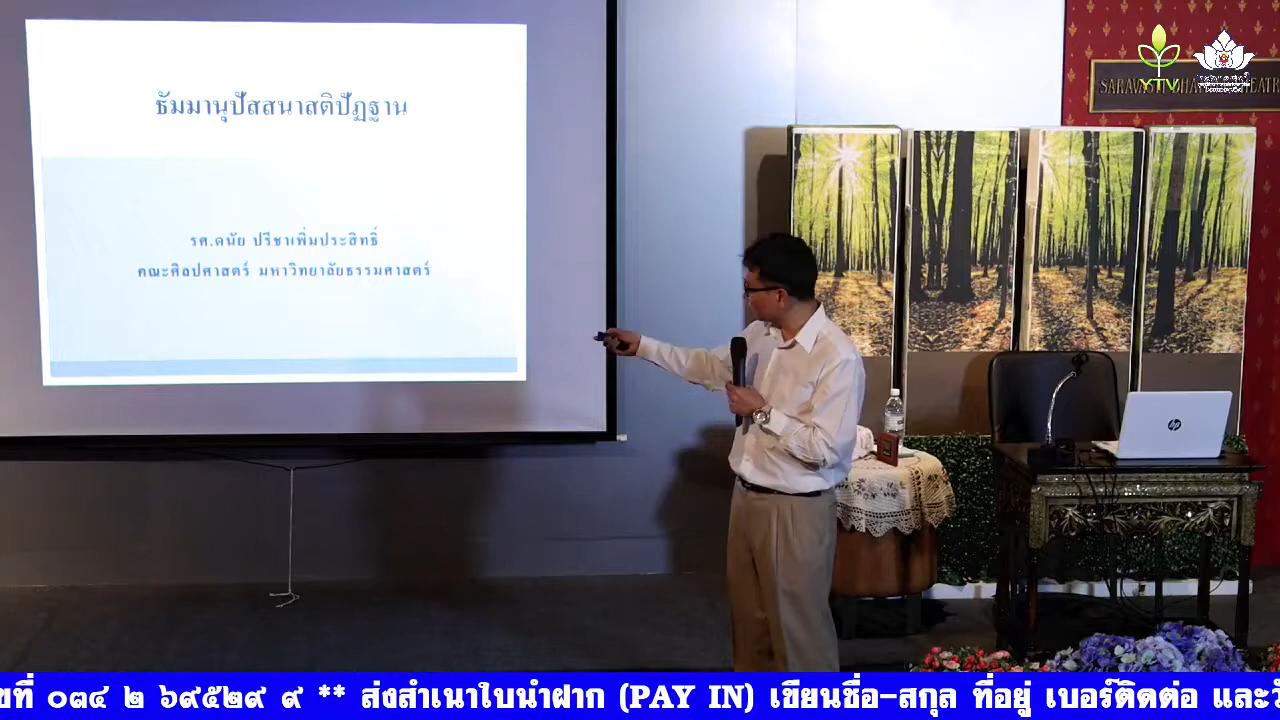 ธัมมานุปัสสนาสติปัฏฐาน
รศ.ดนัย ปรีชาเพิ่มประสิทธิ์
คณะศิลปศาสตร์ มหาวิทยาลัยธรรมศาสตร์
YTV
SARAVASTI
hp
ขที่ ๐๓๔ ๒ ๖๙๕๒๙ ๙ ** ส่งสำเนาใบนำฝาก (PAY IN) เขียนชื่อ-สกุล ที่อยู่ เบอร์ติดต่อ และวั